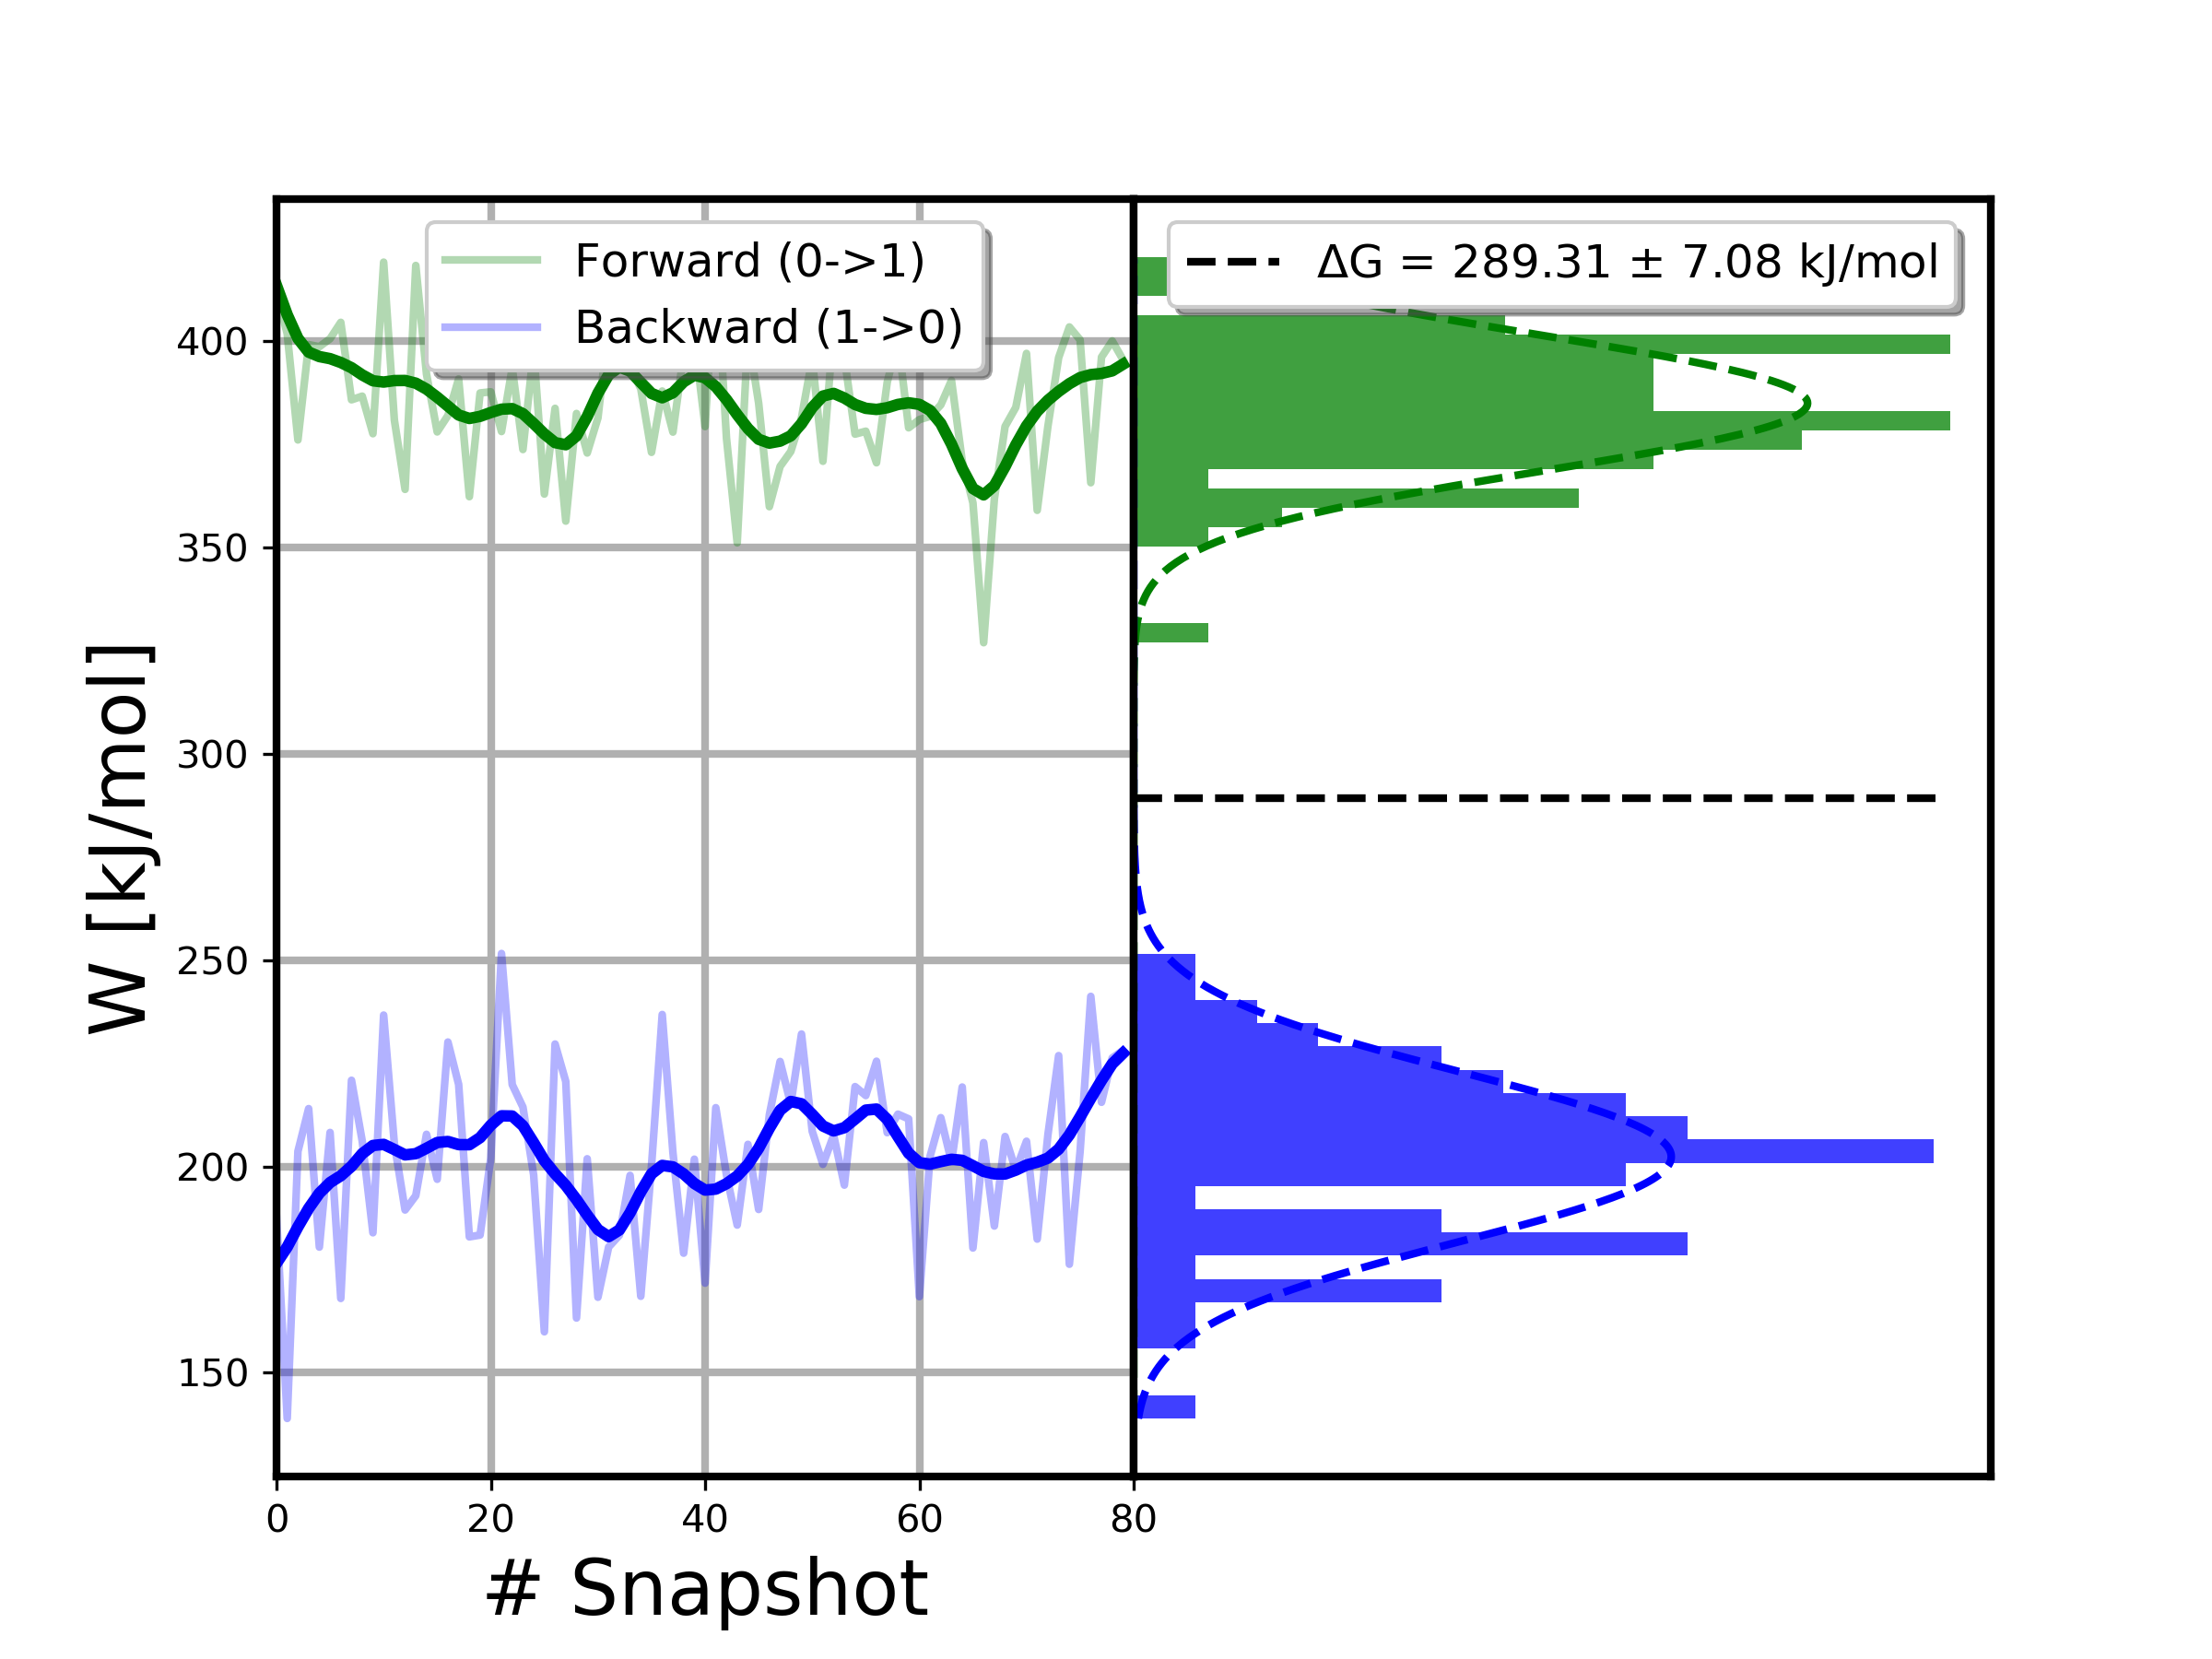 Forward (0->1)
Backward (1->0)
ΔG = 289.31 ± 7.08 kJ/mol
W [kJ/mol]
400
350
300
250
200
150
0 20 40 60 80
# Snapshot